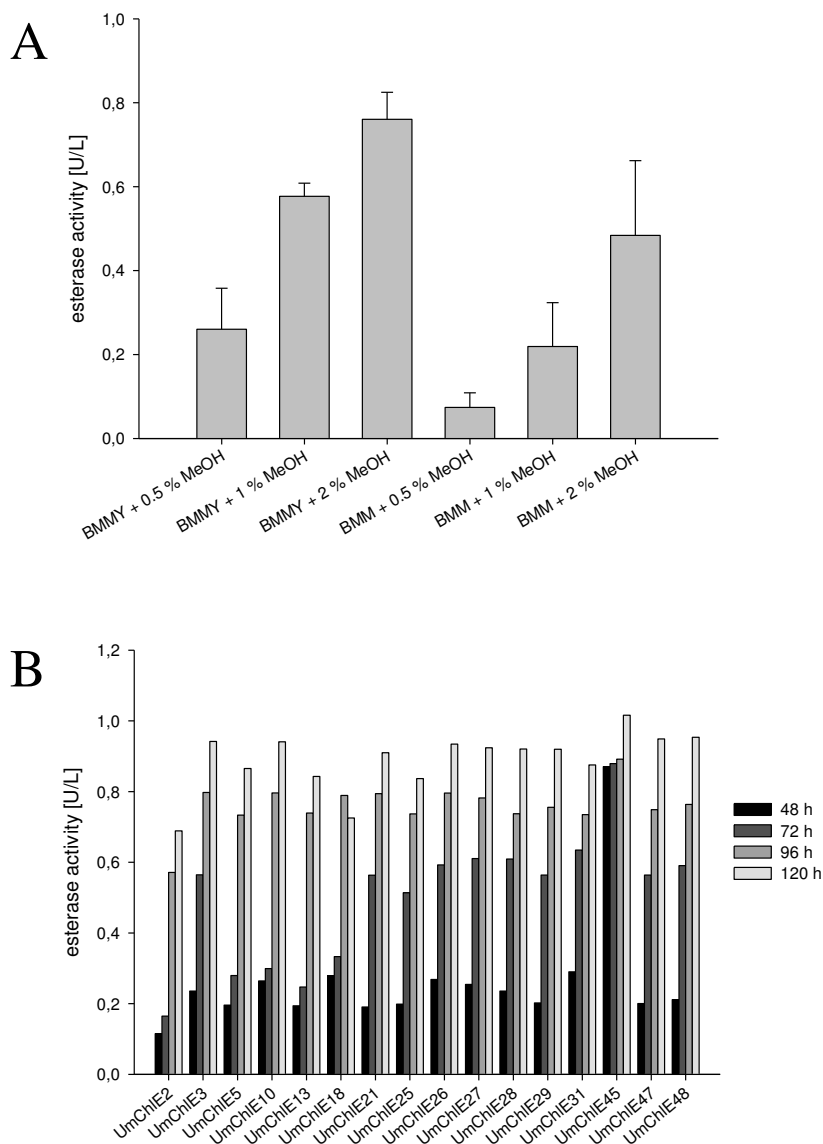 A
1,0
0,8
0,6
0,4
0,2
0,0
esterase activity [U/L]
BMMY + 0.5 % MeOH
BMMY + 1 % MeOH
BMMY + 2 % MeOH
BMM + 0.5 % MeOH
BMM + 1 % MeOH
BMM + 2 % MeOH
B
1,2
1,0
0,8
0,6
0,4
0,2
0,0
esterase activity [U/L]
UmChlE2
UmChlE3
UmChlE5
UmChlE10
UmChlE13
UmChlE18
UmChlE21
UmChlE25
UmChlE26
UmChlE27
UmChlE28
UmChlE29
UmChlE31
UmChlE45
UmChlE47
UmChlE48
48 h
72 h
96 h
120 h